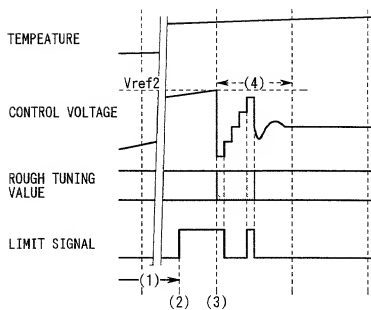 TEMPEATURE
Vref2
(4)
CONTROL VOLTAGE
ROUGH TUNING
VALUE
LIMIT SIGNAL
(1)
(2) (3)